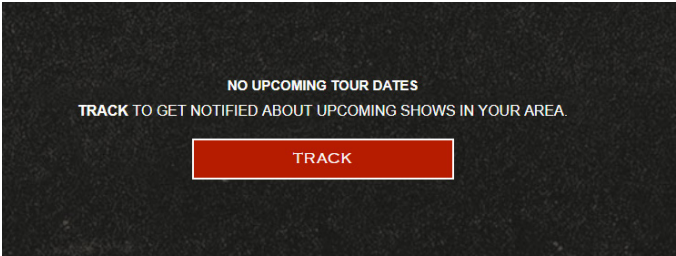 NO UPCOMING TOUR DATES
TRACK TO GET NOTIFIED ABOUT UPCOMING SHOWS IN YOUR AREA.
TRACK